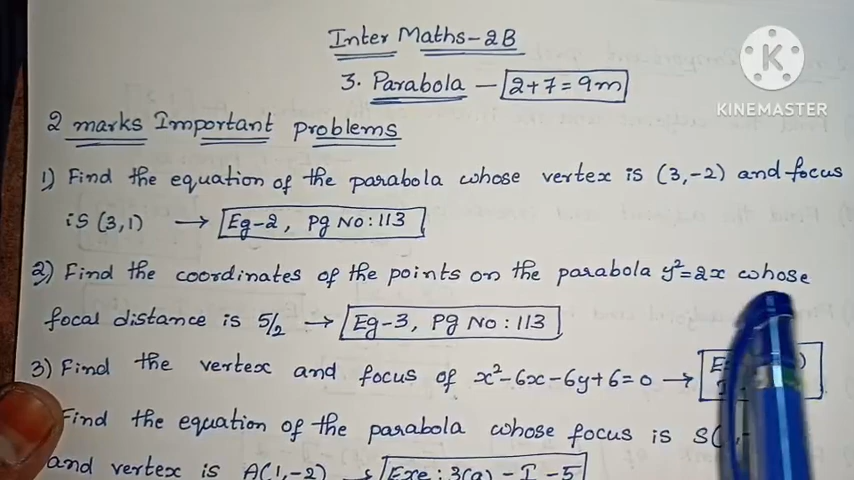 Inter Maths-2B
3. Parabola - 2+7=9m
KINEMASTER
2 marks Important problems
1) Find the equation of the parabola whose vertex is (3,-2) and focus
is (3,1) → Eg-2, Pg No:113
2) Find the coordinates of the points on the parabola y²=2x whose
focal distance is 5/2 → Eg-3, Pg No:113
3) Find the vertex and focus of x²-6x-6y+6=0 →
Find the equation of the parabola whose focus is S(
and vertex is A(1,-2) → Exe:3(a)-I-5